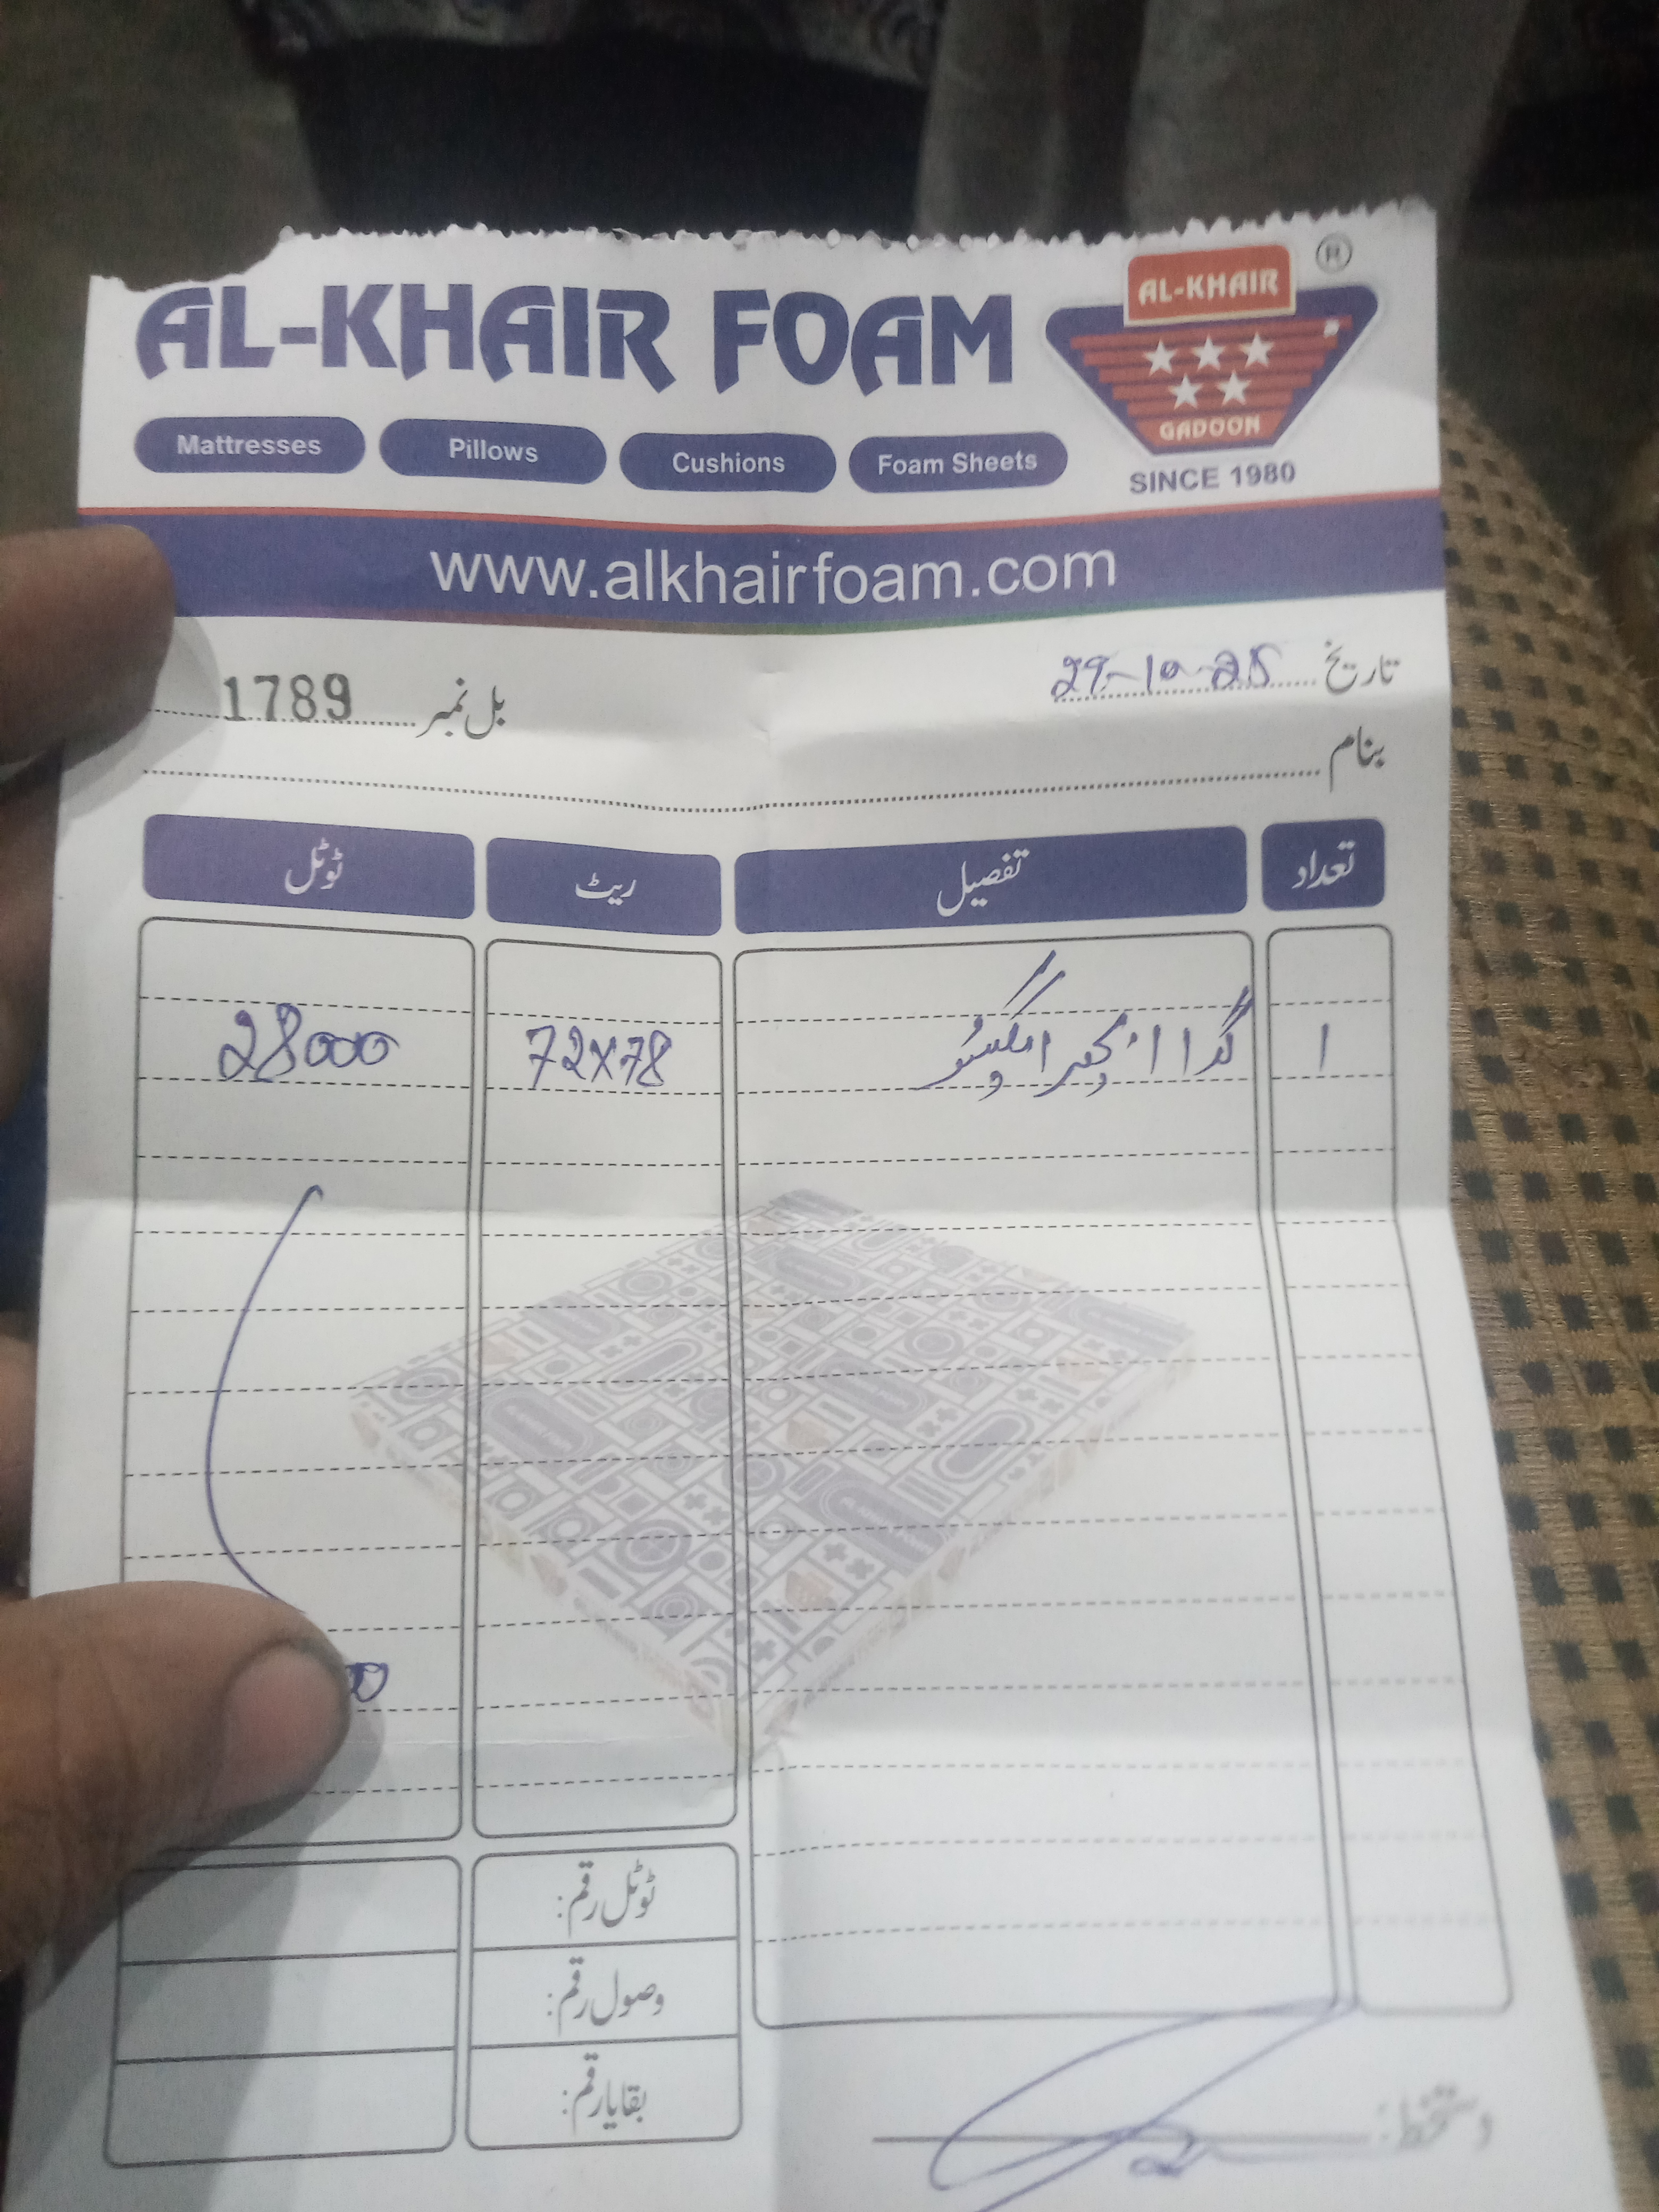 AL-KHAIR FOAM
AL-KHAIR ®
GADOON
SINCE 1980
Mattresses Pillows Cushions Foam Sheets
www.alkhairfoam.com
تاریخ 29-10-25
بل نمبر 1789
بنام
تعداد تفصیل ریٹ ٹوٹل
1 گدا 72x78 28000
ٹوٹل رقم:
وصول رقم:
بقایا رقم:
دستخط: